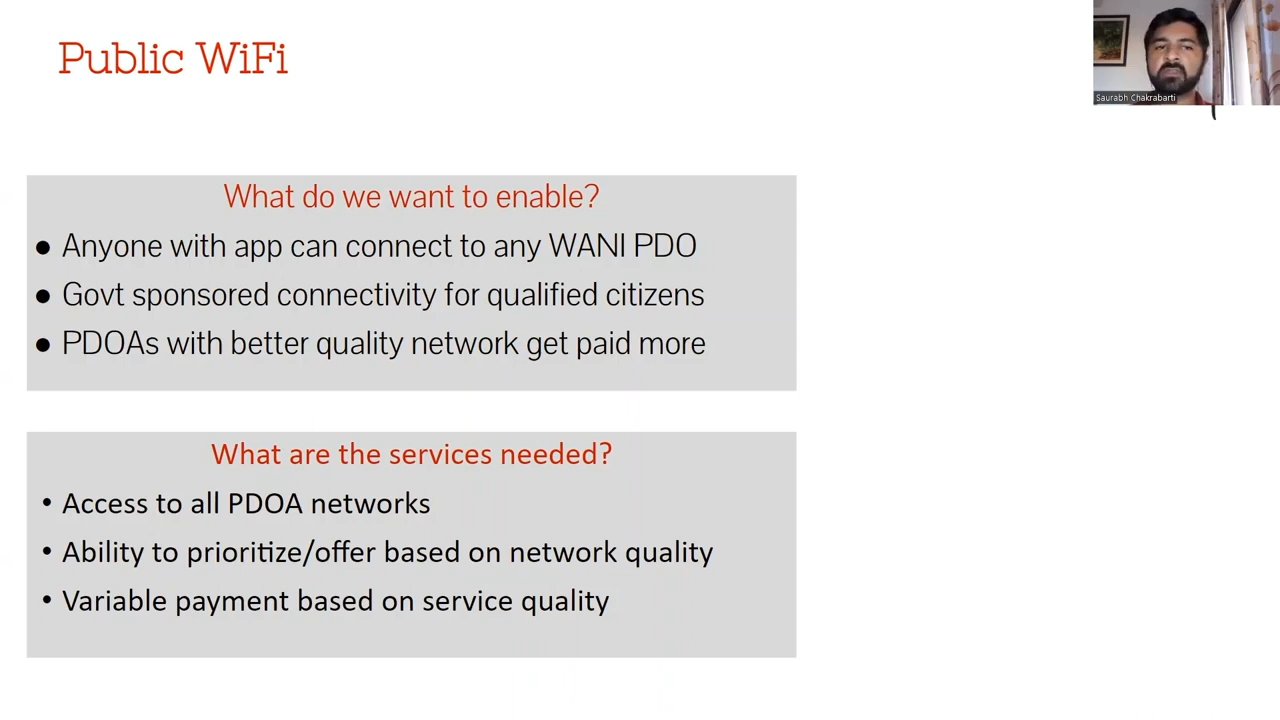 Public WiFi
Saurabh Chakrabarti
What do we want to enable?
● Anyone with app can connect to any WANI PDO
● Govt sponsored connectivity for qualified citizens
● PDOAs with better quality network get paid more
What are the services needed?
• Access to all PDOA networks
• Ability to prioritize/offer based on network quality
• Variable payment based on service quality